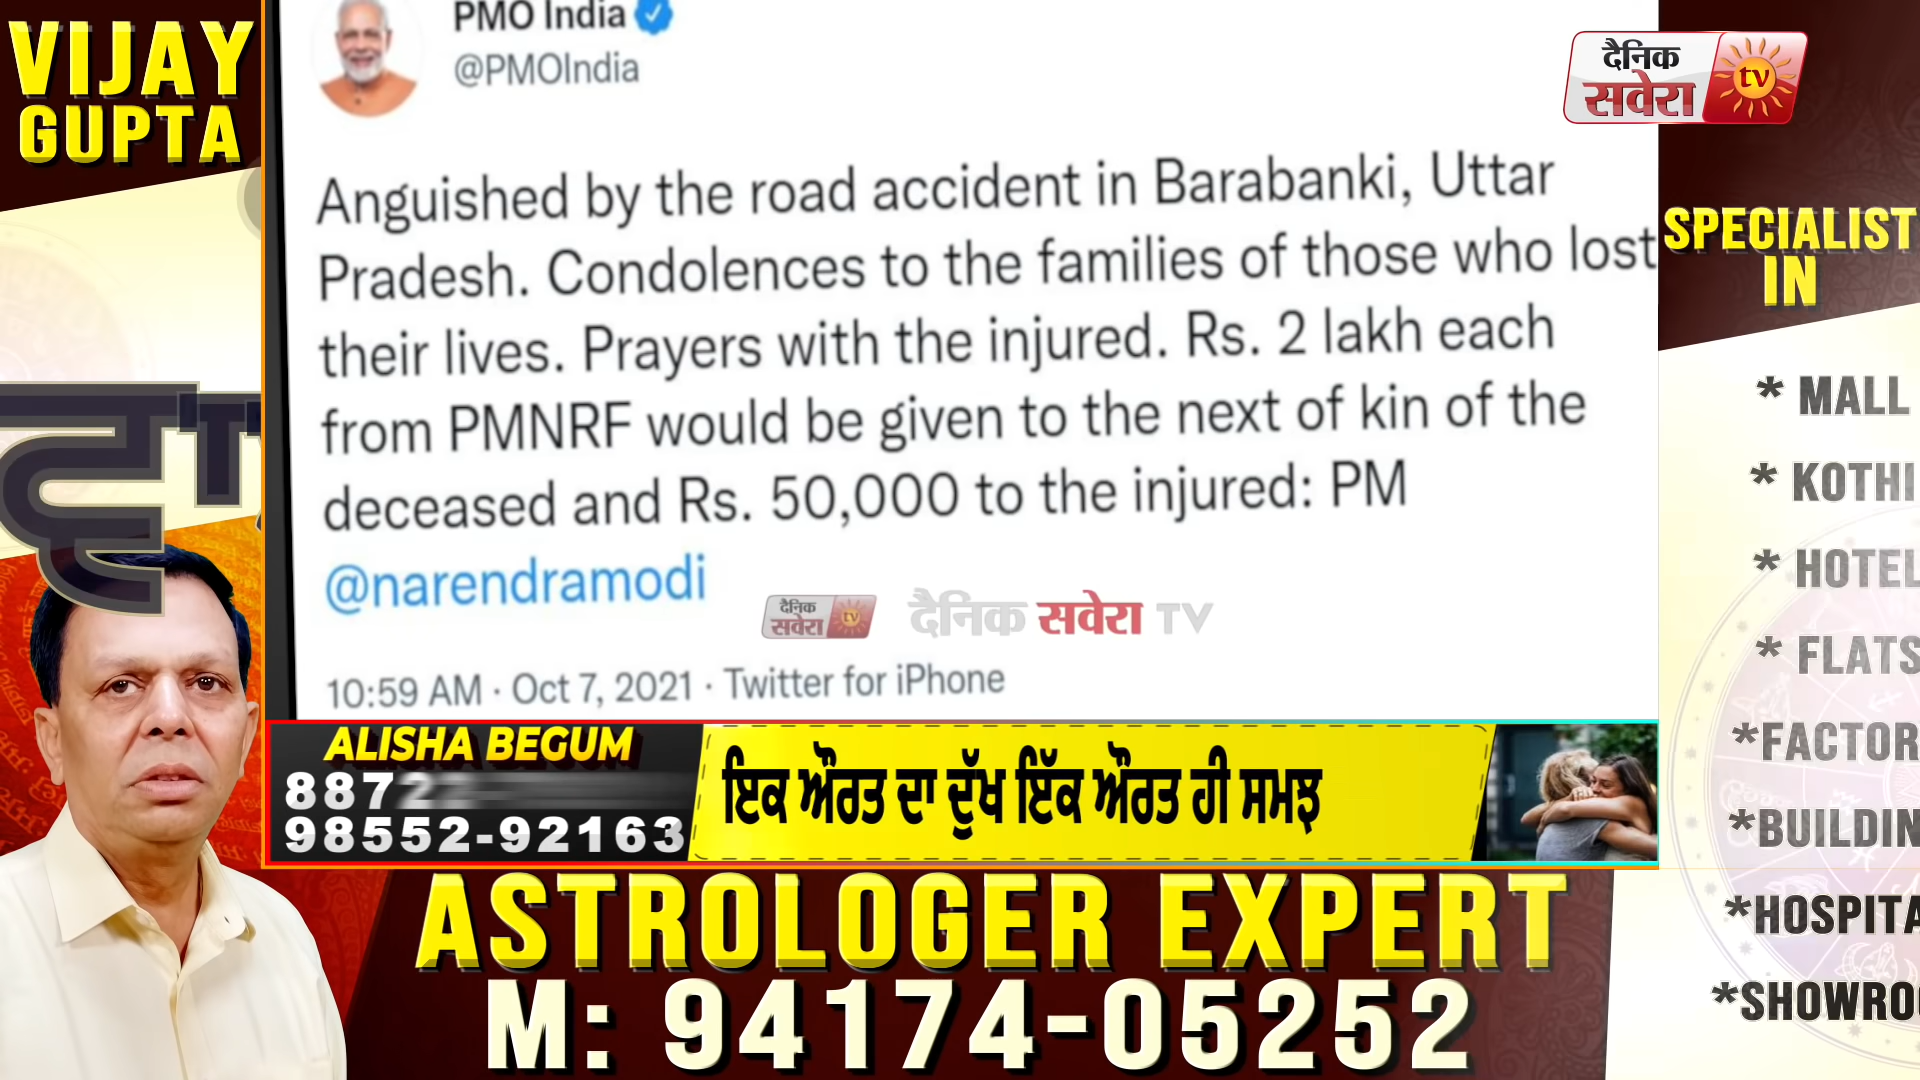 VIJAY
GUPTA
PMO India
@PMOIndia
दैनिक
सवेरा
tv
Anguished by the road accident in Barabanki, Uttar
Pradesh. Condolences to the families of those who lost
their lives. Prayers with the injured. Rs. 2 lakh each
from PMNRF would be given to the next of kin of the
deceased and Rs. 50,000 to the injured: PM
@narendramodi
दैनिक
सवेरा
tv
दैनिक सवेरा TV
10:59 AM · Oct 7, 2021 · Twitter for iPhone
SPECIALIST
IN
* MALL
* KOTHI
* HOTEL
* FLATS
*FACTOR
*BUILDIN
*HOSPITA
*SHOWRO
ALISHA BEGUM
98552-92163
ਇਕ ਔਰਤ ਦਾ ਦੁੱਖ ਇੱਕ ਔਰਤ ਹੀ ਸਮਝ
ASTROLOGER EXPERT
M: 94174-05252